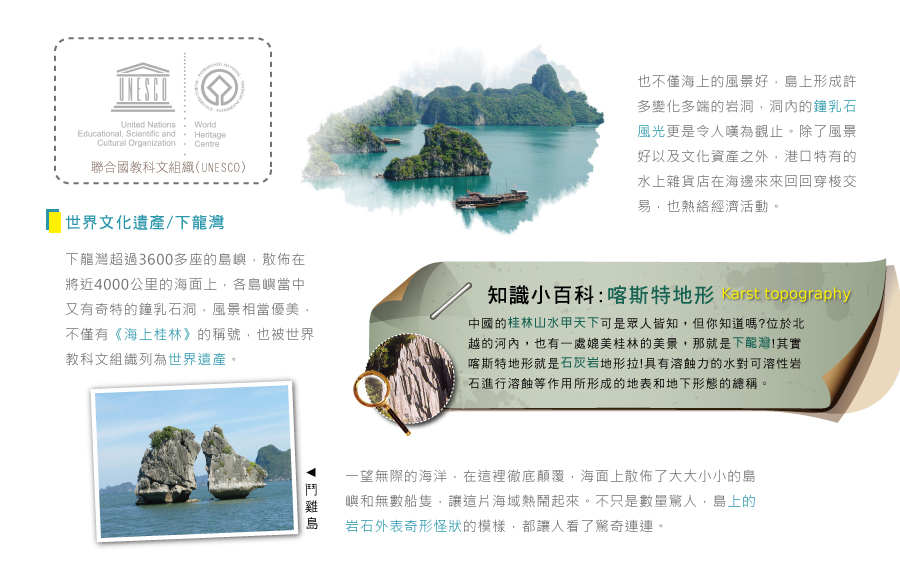 UNESCO
United Nations
Educational, Scientific and
Cultural Organization
World
Heritage
Centre
聯合國教科文組織(UNESCO)
世界文化遺產/下龍灣
下龍灣超過3600多座的島嶼，散佈在
將近4000公里的海面上，各島嶼當中
又有奇特的鐘乳石洞，風景相當優美，
不僅有《海上桂林》的稱號，也被世界
教科文組織列為世界遺產。
也不僅海上的風景好，島上形成許
多變化多端的岩洞，洞內的鐘乳石
風光更是令人嘆為觀止。除了風景
好以及文化資產之外，港口特有的
水上雜貨店在海邊來來回回穿梭交
易，也熱絡經濟活動。
知識小百科:喀斯特地形 Karst topography
中國的桂林山水甲天下可是眾人皆知，但你知道嗎?位於北
越的河內，也有一處媲美桂林的美景，那就是下龍灣!其實
喀斯特地形就是石灰岩地形拉!具有溶蝕力的水對可溶性岩
石進行溶蝕等作用所形成的地表和地下形態的總稱。
◀鬥雞島
一望無際的海洋，在這裡徹底顛覆，海面上散佈了大大小小的島
嶼和無數船隻，讓這片海域熱鬧起來。不只是數量驚人，島上的
岩石外表奇形怪狀的模樣，都讓人看了驚奇連連。